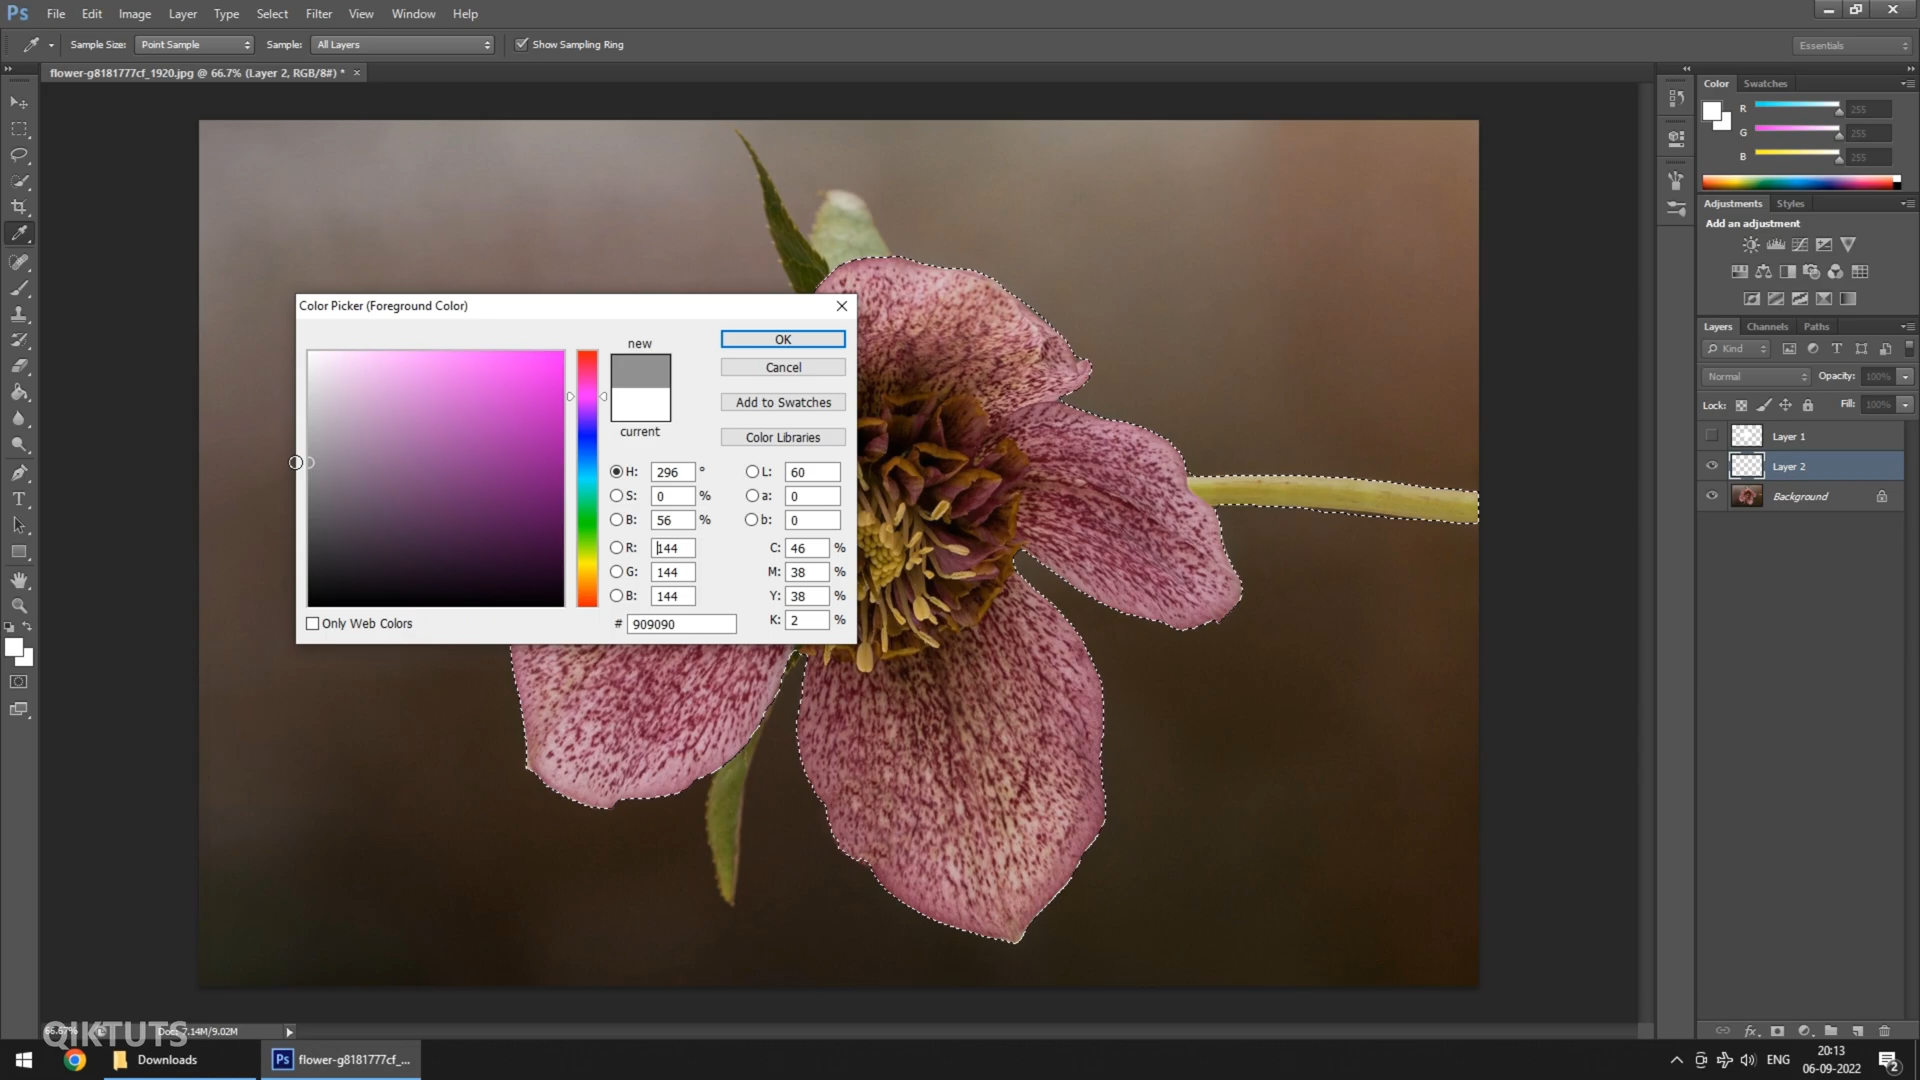 Ps File Edit Image Layer Type Select Filter View Window Help
Sample Size: Point Sample Sample: All Layers Show Sampling Ring Essentials
flower-g8181777cf_1920.jpg @ 66.7% (Layer 2, RGB/8#) * ×
Color Swatches
R 255
G 255
B 255
Adjustments Styles
Add an adjustment
Layers Channels Paths
Kind
Normal Opacity: 100%
Lock: Fill: 100%
Layer 1
Layer 2
Background
Color Picker (Foreground Color)
new
current
OK
Cancel
Add to Swatches
Color Libraries
H: 296 ° L: 60
S: 0 % a: 0
B: 56 % b: 0
R: 144 C: 46 %
G: 144 M: 38 %
B: 144 Y: 38 %
# 909090 K: 2 %
Only Web Colors
66.67% Doc: 7.14M/9.02M
QIKTUTS
Downloads
Ps flower-g8181777cf_...
ENG
20:13
06-09-2022
2